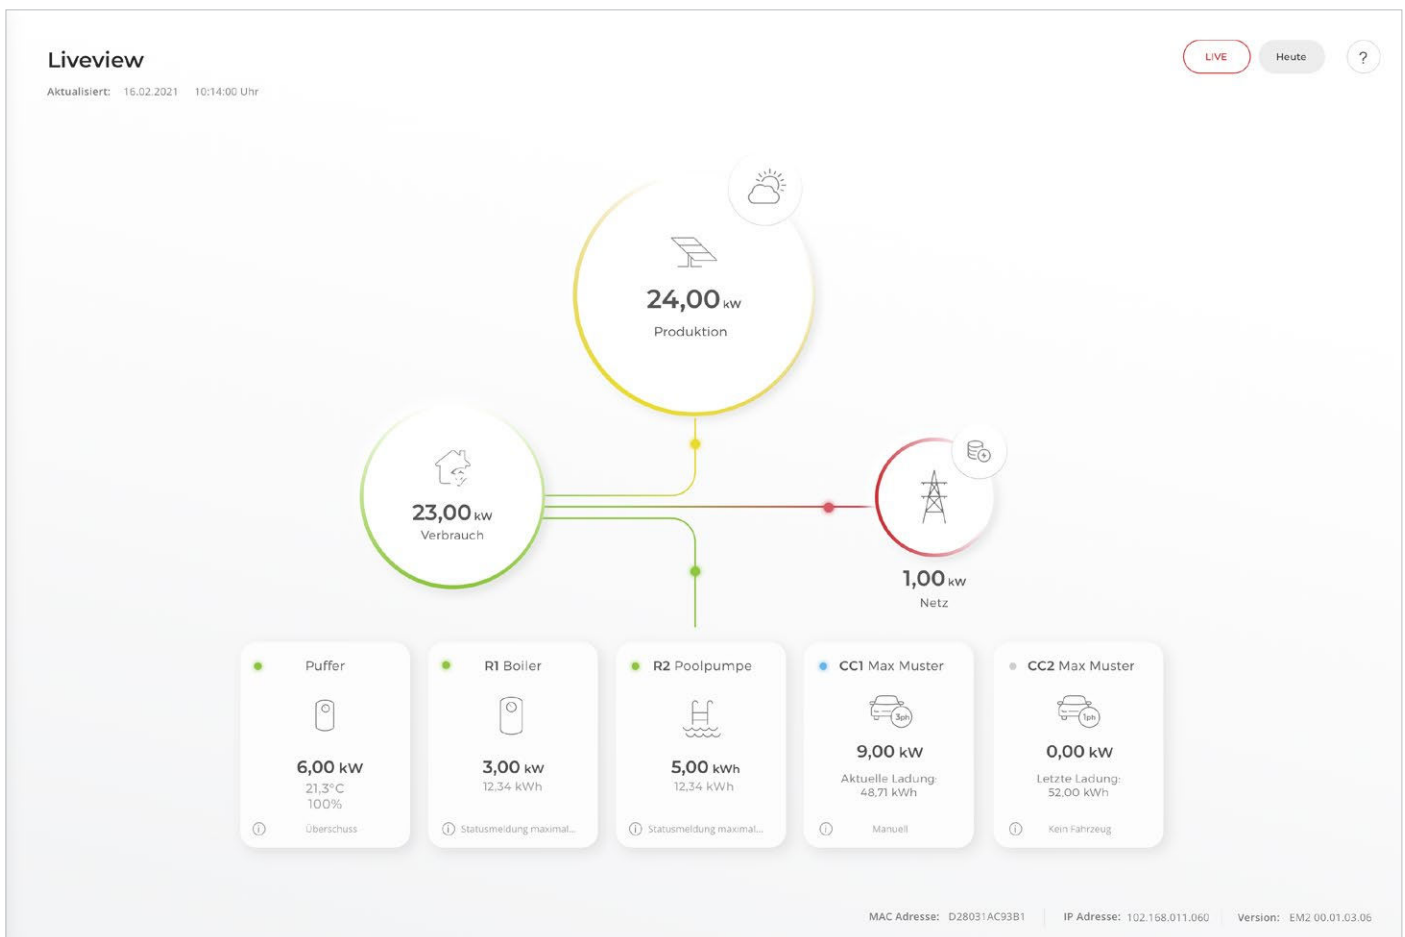 Liveview
LIVE
Heute
?
Aktualisiert: 16.02.2021 10:14:00 Uhr
24,00 kW
Produktion
23,00 kW
Verbrauch
1,00 kW
Netz
Puffer
6,00 kW
21,3°C
100%
Überschuss
R1 Boiler
3,00 kW
12,34 kWh
Statusmeldung maximal...
R2 Poolpumpe
5,00 kWh
12,34 kWh
Statusmeldung maximal...
CC1 Max Muster
3ph
9,00 kW
Aktuelle Ladung:
48,71 kWh
Manuell
CC2 Max Muster
1ph
0,00 kW
Letzte Ladung:
52,00 kWh
Kein Fahrzeug
MAC Adresse: D28031AC93B1 IP Adresse: 102.168.011.060 Version: EM2 00.01.03.06